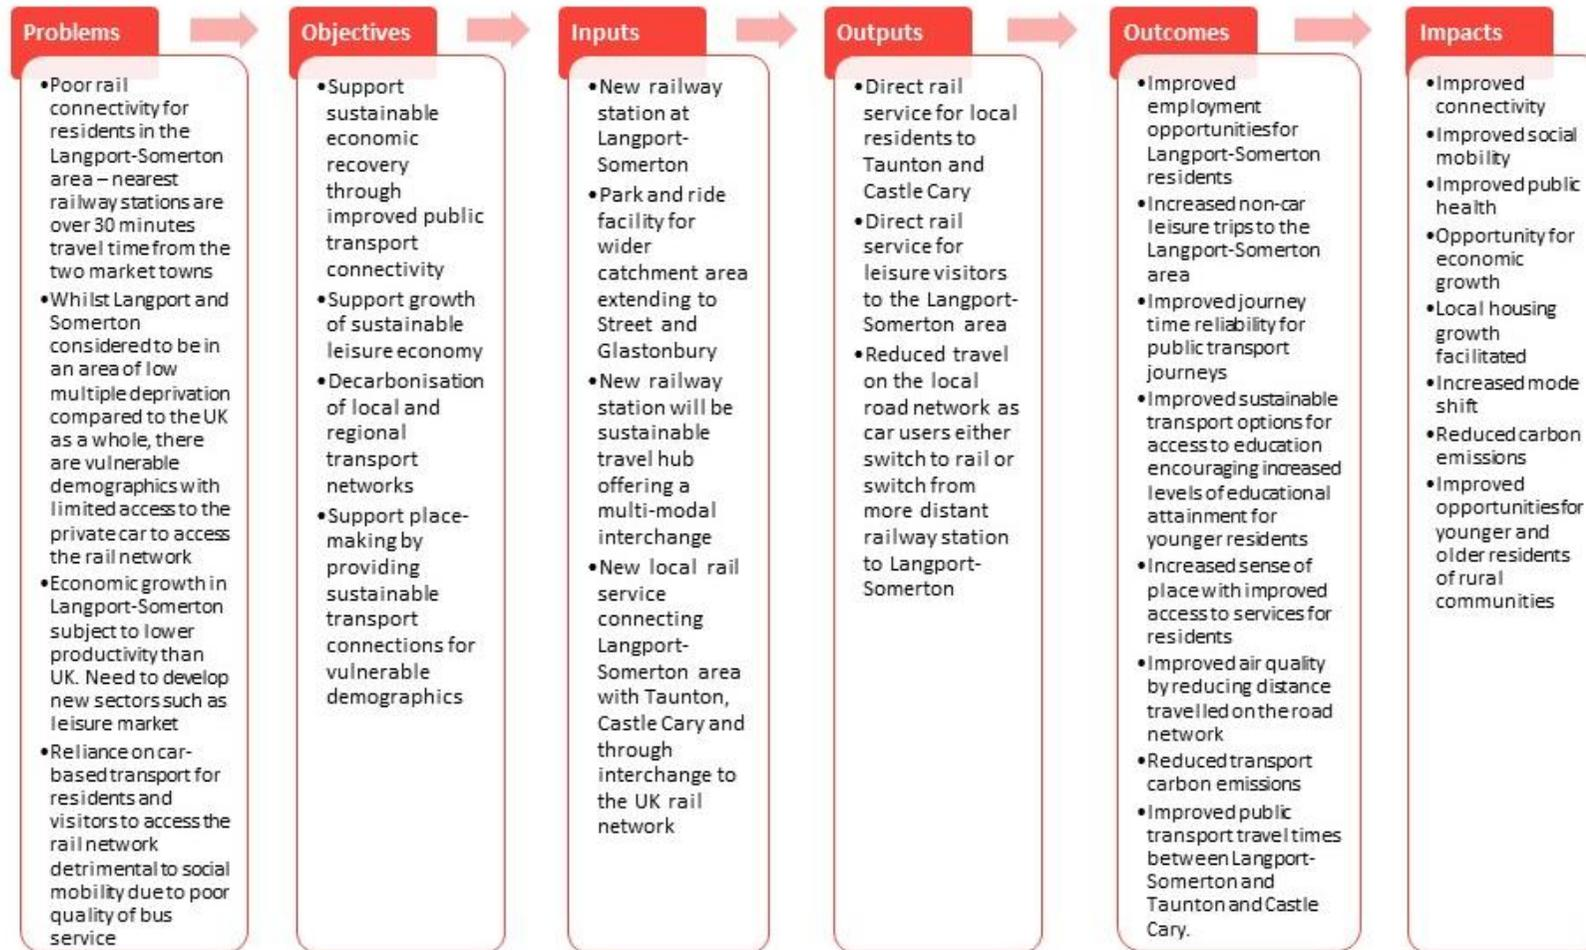 Problems
•Poor rail
connectivity for
residents in the
Langport-Somerton
area – nearest
railway stations are
over 30 minutes
travel time from the
two market towns
•Whilst Langport and
Somerton
considered to be in
an area of low
multiple deprivation
compared to the UK
as a whole, there
are vulnerable
demographics with
limited access to the
private car to access
the rail network
•Economic growth in
Langport-Somerton
subject to lower
productivity than
UK. Need to develop
new sectors such as
leisure market
•Reliance on car-
based transport for
residents and
visitors to access the
rail network
detrimental to social
mobility due to poor
quality of bus
service
Objectives
•Support
sustainable
economic
recovery
through
improved public
transport
connectivity
•Support growth
of sustainable
leisure economy
•Decarbonisation
of local and
regional
transport
networks
•Support place-
making by
providing
sustainable
transport
connections for
vulnerable
demographics
Inputs
•New railway
station at
Langport-
Somerton
•Park and ride
facility for
wider
catchment area
extending to
Street and
Glastonbury
•New railway
station will be
sustainable
travel hub
offering a
multi-modal
interchange
•New local rail
service
connecting
Langport-
Somerton area
with Taunton,
Castle Cary and
through
interchange to
the UK rail
network
Outputs
•Direct rail
service for local
residents to
Taunton and
Castle Cary
•Direct rail
service for
leisure visitors
to the Langport-
Somerton area
•Reduced travel
on the local
road network as
car users either
switch to rail or
switch from
more distant
railway station
to Langport-
Somerton
Outcomes
•Improved
employment
opportunities for
Langport-Somerton
residents
•Increased non-car
leisure trips to the
Langport-Somerton
area
•Improved journey
time reliability for
public transport
journeys
•Improved sustainable
transport options for
access to education
encouraging increased
levels of educational
attainment for
younger residents
•Increased sense of
place with improved
access to services for
residents
•Improved air quality
by reducing distance
travelled on the road
network
•Reduced transport
carbon emissions
•Improved public
transport travel times
between Langport-
Somerton and
Taunton and Castle
Cary.
Impacts
•Improved
connectivity
•Improved social
mobility
•Improved public
health
•Opportunity for
economic
growth
•Local housing
growth
facilitated
•Increased mode
shift
•Reduced carbon
emissions
•Improved
opportunities for
younger and
older residents
of rural
communities